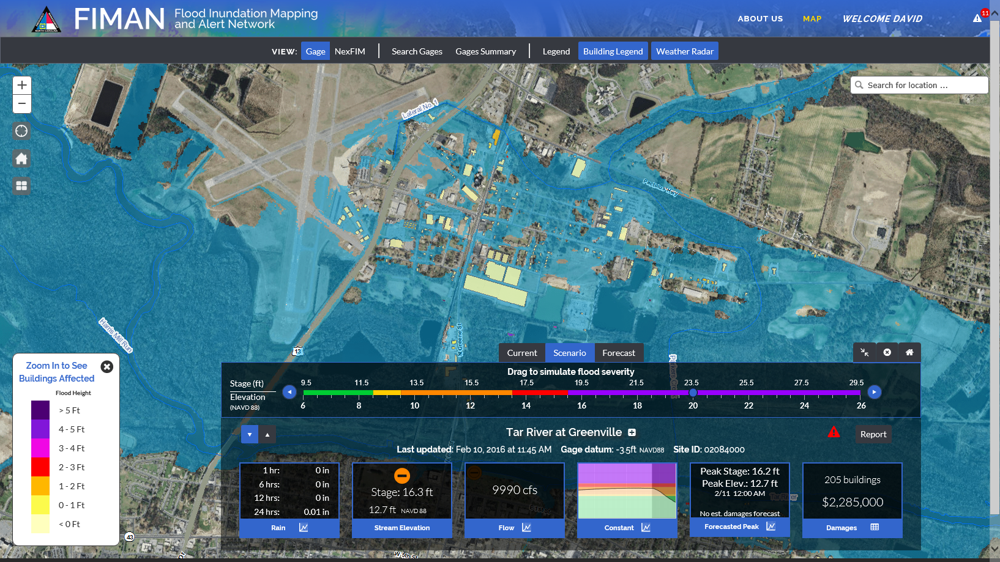 FIMAN
Flood Inundation Mapping
and Alert Network
NORTH CAROLINA
ABOUT US
MAP
WELCOME DAVID
11
VIEW:
Gage
NexFIM
Search Gages
Gages Summary
Legend
Building Legend
Weather Radar
+
−
Search for location ...
Lateral No. 1
Pactolus Hwy
Harris Mill Run
13
N Greene St
Zoom In to See
Buildings Affected
Flood Height
> 5 Ft
4 - 5 Ft
3 - 4 Ft
2 - 3 Ft
1 - 2 Ft
0 - 1 Ft
< 0 Ft
43
Current
Scenario
Forecast
Drag to simulate flood severity
Stage (ft)
9.5 11.5 13.5 15.5 17.5 19.5 21.5 23.5 25.5 27.5 29.5
Elevation
(NAVD 88)
6 8 10 12 14 16 18 20 22 24 26
Tar River at Greenville
Report
Last updated: Feb 10, 2016 at 11:45 AM Gage datum: -3.5ft NAVD88 Site ID: 02084000
1 hr: 0 in
6 hrs: 0 in
12 hrs: 0 in
24 hrs: 0.01 in
Rain
Stage: 16.3 ft
12.7 ft NAVD 88
Stream Elevation
9990 cfs
Flow
Constant
Peak Stage: 16.2 ft
Peak Elev.: 12.7 ft
2/11 12:00 AM
No est. damages forecast
Forecasted Peak
Tar River
205 buildings
$2,285,000
Damages
W 5th St